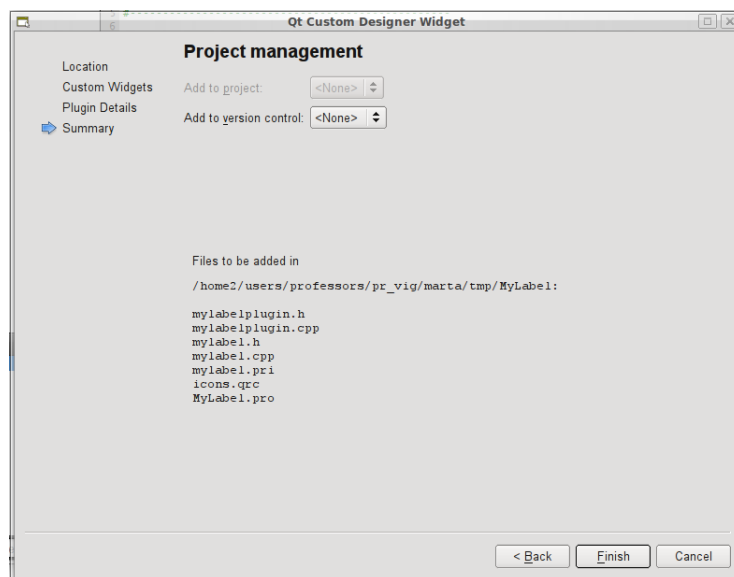 Qt Custom Designer Widget
6
Location
Custom Widgets
Plugin Details
Summary
Project management
Add to project: <None>
Add to version control: <None>
Files to be added in
/home2/users/professors/pr_vig/marta/tmp/MyLabel:
mylabelplugin.h
mylabelplugin.cpp
mylabel.h
mylabel.cpp
mylabel.pri
icons.qrc
MyLabel.pro
< Back
Finish
Cancel